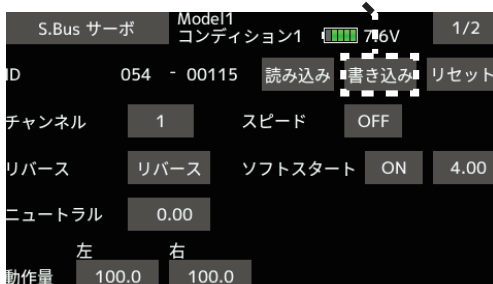 S.Bus サーボ Model1 コンディション1 7.6V 1/2
ID 054 - 00115 読み込み 書き込み リセット
チャンネル 1 スピード OFF
リバース リバース ソフトスタート ON 4.00
ニュートラル 0.00
左 右
動作量 100.0 100.0